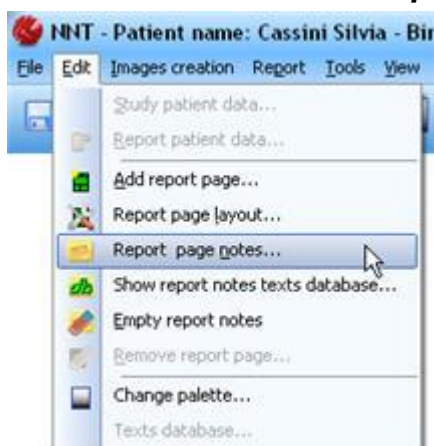 NNT - Patient name: Cassini Silvia - Bi
File Edit Images creation Report Tools View
Study patient data...
Report patient data...
Add report page...
Report page layout...
Report page notes...
Show report notes texts database...
Empty report notes
Remove report page...
Change palette...
Texts database...